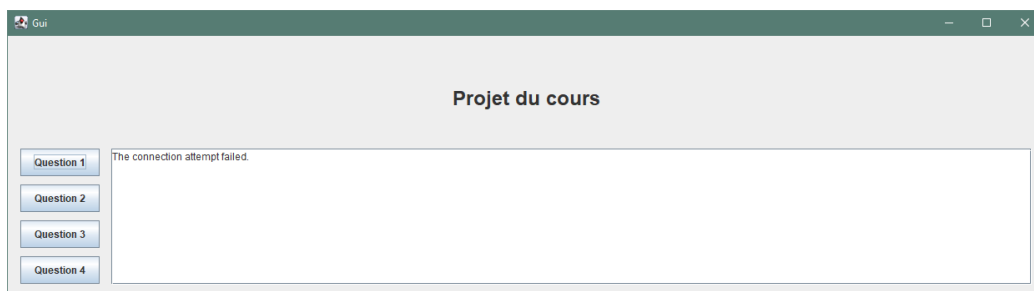 Gui
Projet du cours
Question 1
The connection attempt failed.
Question 2
Question 3
Question 4